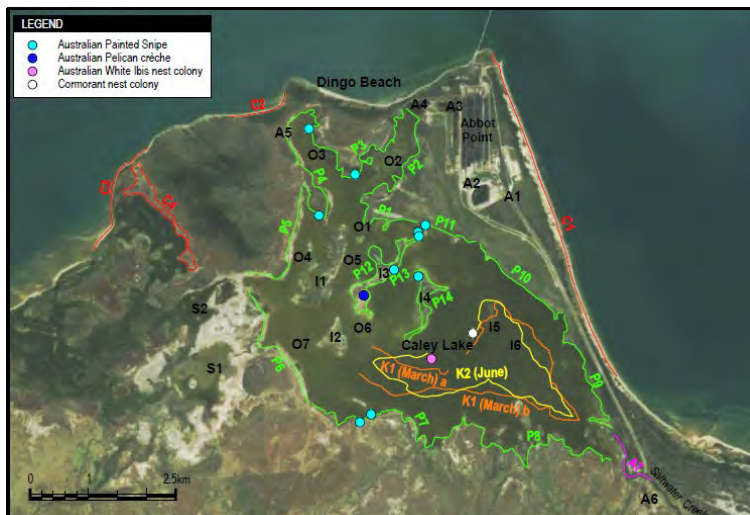 LEGEND
Australian Painted Snipe
Australian Pelican crèche
Australian White Ibis nest colony
Cormorant nest colony
Dingo Beach
C2
A4
A3
Abbot
Point
A5
O3
P3
O2
P2
P4
A2
A1
C3
C4
P5
P1
O1
P11
C1
O4
O5
P12
I3
P13
P10
I1
I4
P14
S2
O6
I5
I2
Caley Lake
I6
O7
S1
P6
K1 (March) a
K2 (June)
P9
K1 (March) b
P7
P8
Saltwater Creek
A6
0 1 2.5km